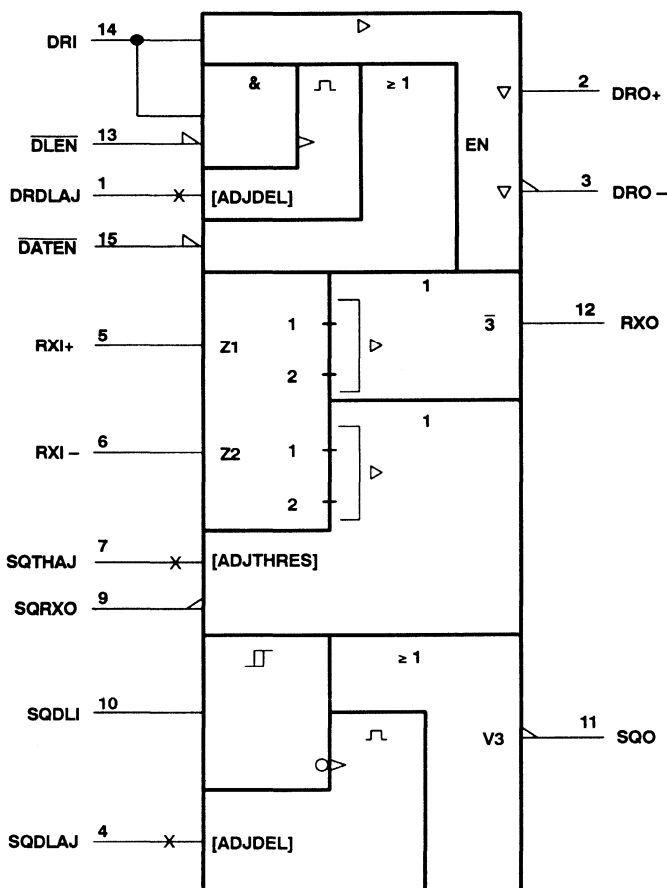 DRI 14
& ≥ 1
2 DRO+
D̅L̅E̅N̅ 13
EN
DRDLAJ 1 [ADJDEL]
3 DRO –
D̅A̅T̅E̅N̅ 15
1
1 3̅ 12 RXO
RXI+ 5 Z1
2
1
RXI – 6 Z2 1
2
SQTHAJ 7 [ADJTHRES]
SQRXO 9
≥ 1
SQDLI 10
V3 11 SQO
SQDLAJ 4 [ADJDEL]